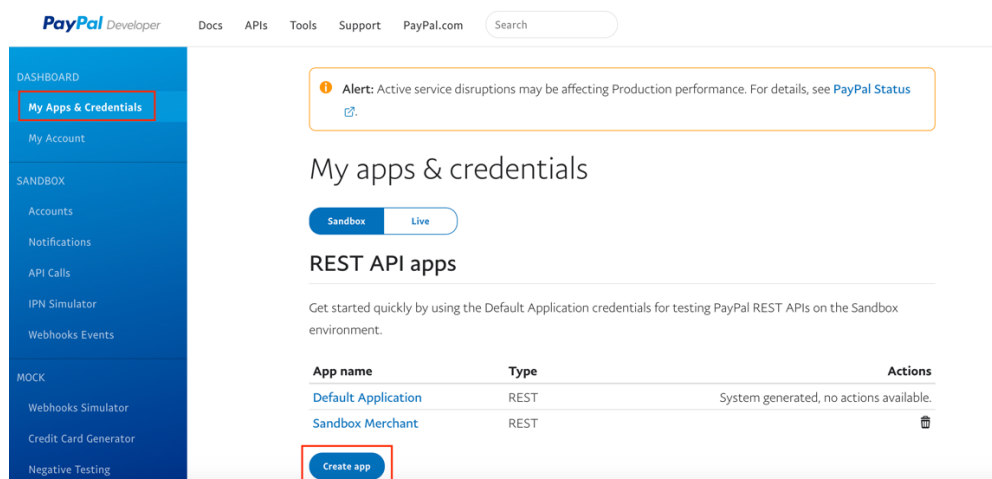 PayPal Developer
Docs APIs Tools Support PayPal.com Search
DASHBOARD
My Apps & Credentials
My Account
SANDBOX
Accounts
Notifications
API Calls
IPN Simulator
Webhooks Events
MOCK
Webhooks Simulator
Credit Card Generator
Negative Testing
Alert: Active service disruptions may be affecting Production performance. For details, see PayPal Status
.
My apps & credentials
Sandbox Live
REST API apps
Get started quickly by using the Default Application credentials for testing PayPal REST APIs on the Sandbox
environment.
App name Type Actions
Default Application REST System generated, no actions available.
Sandbox Merchant REST
Create app